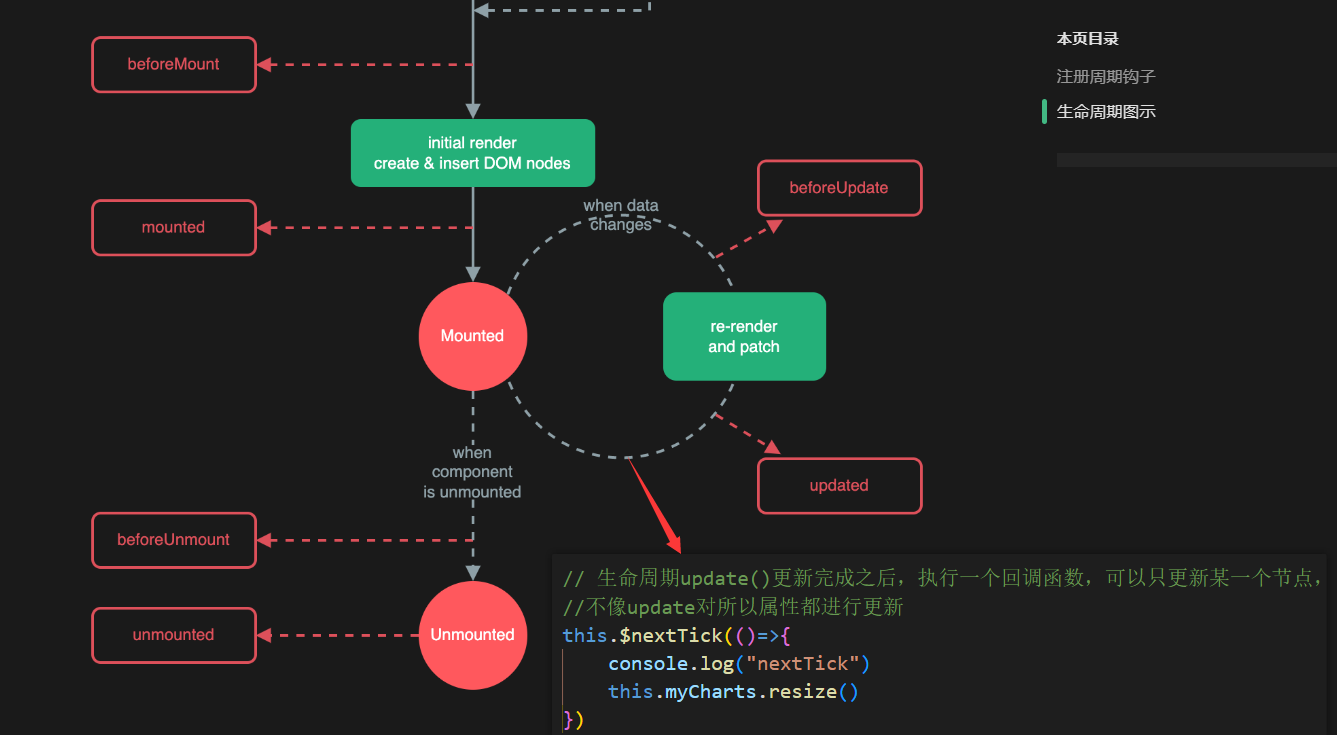 本页目录
beforeMount
注册周期钩子
生命周期图示
initial render
create & insert DOM nodes
beforeUpdate
when data
changes
mounted
re-render
and patch
Mounted
when
component
is unmounted
updated
beforeUnmount
// 生命周期update()更新完成之后，执行一个回调函数，可以只更新某一个节点，
//不像update对所以属性都进行更新
this.$nextTick(()=>{
console.log("nextTick")
this.myCharts.resize()
})
unmounted
Unmounted